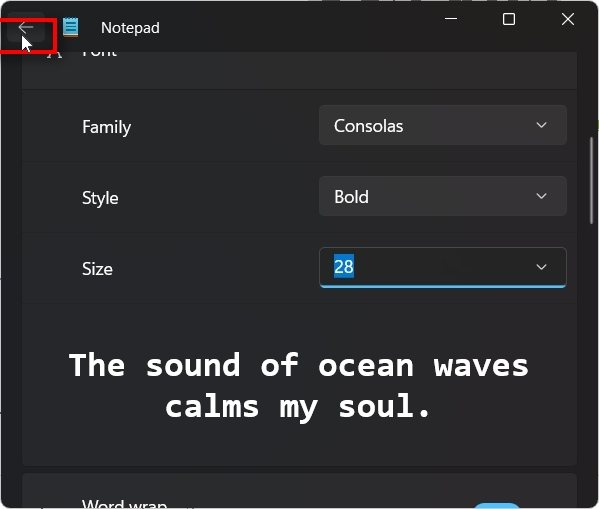 Notepad
Font
Family
Consolas
Style
Bold
Size
28
The sound of ocean waves
calms my soul.
Word wrap